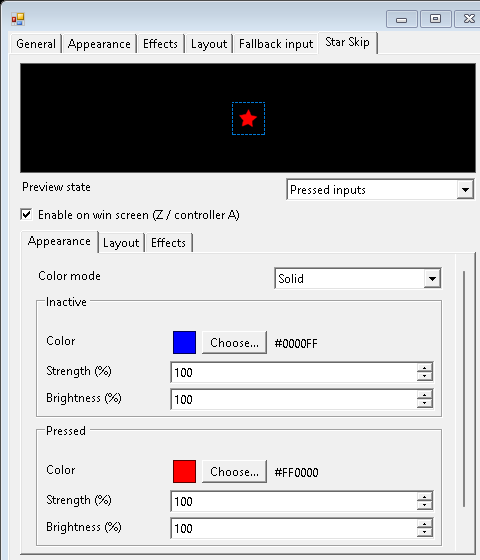 General Appearance Effects Layout Fallback input Star Skip
Preview state Pressed inputs
Enable on win screen (Z / controller A)
Appearance Layout Effects
Color mode Solid
Inactive
Color Choose... #0000FF
Strength (%) 100
Brightness (%) 100
Pressed
Color Choose... #FF0000
Strength (%) 100
Brightness (%) 100